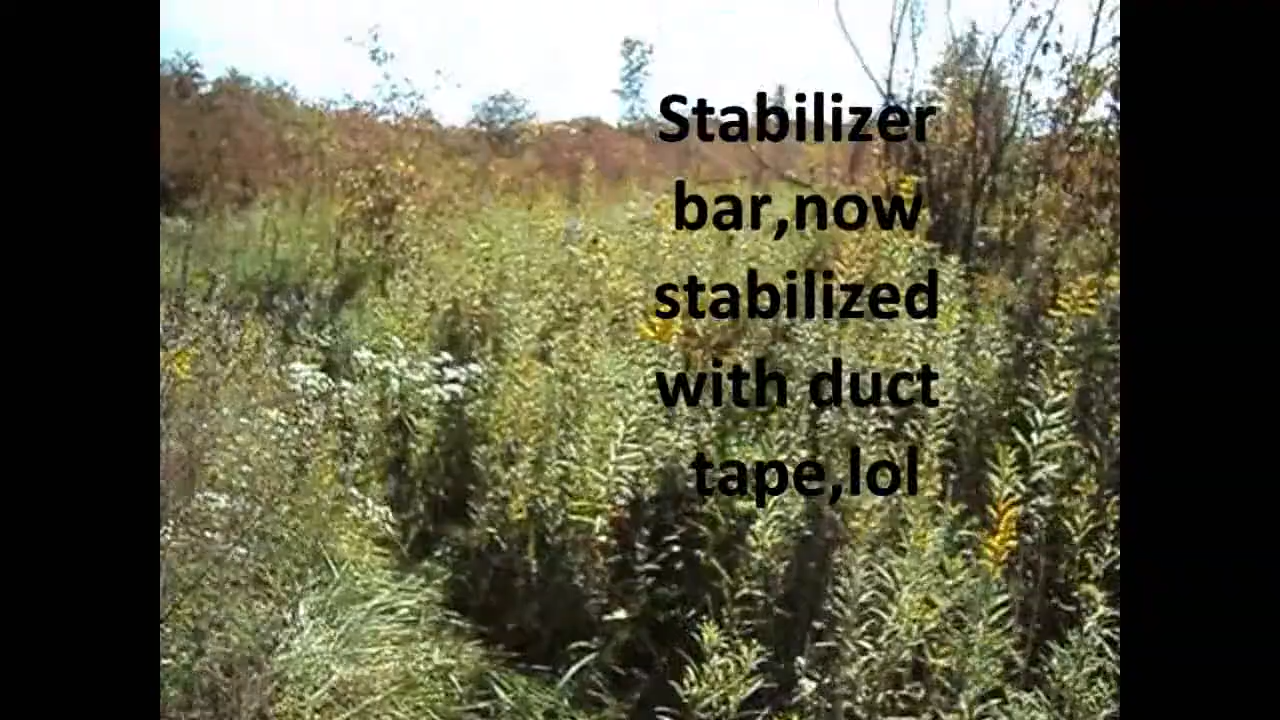 Stabilizer
bar,now
stabilized
with duct
tape,lol